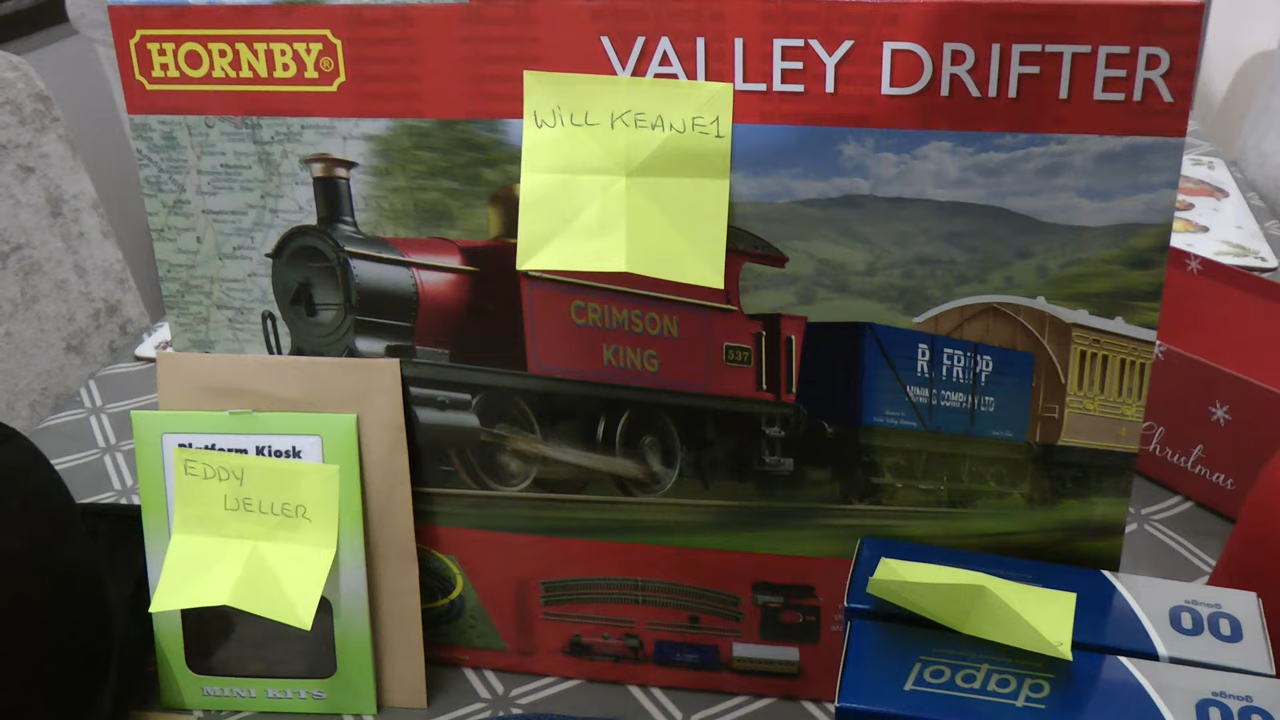 HORNBY®
VALLEY DRIFTER
WILL KEANE1
CRIMSON
KING
537
R. FRIPP
MINING COMPANY LTD
Platform Kiosk
EDDY
WELLER
MINI KITS
Christmas
gauge
OO
dapol
gauge
OO